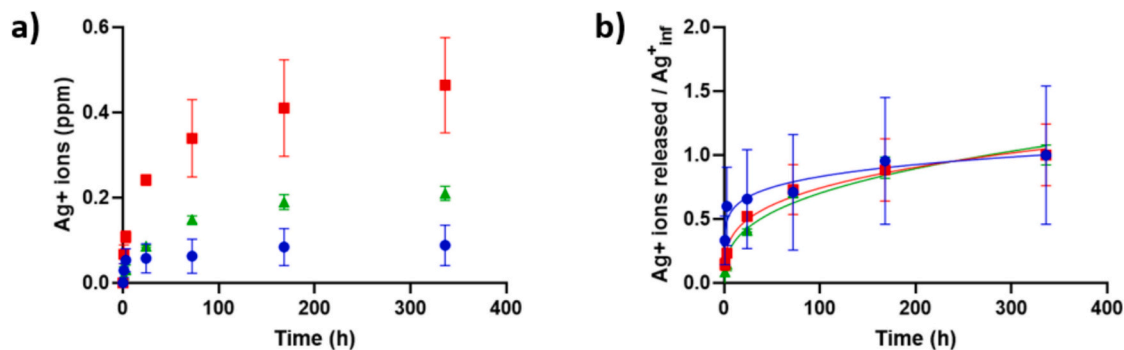 a)
0.6
0.4
0.2
0.0
Ag+ ions (ppm)
0 100 200 300 400
Time (h)
b)
2.0
1.5
1.0
0.5
0.0
Ag+ ions released / Ag⁺inf
0 100 200 300 400
Time (h)